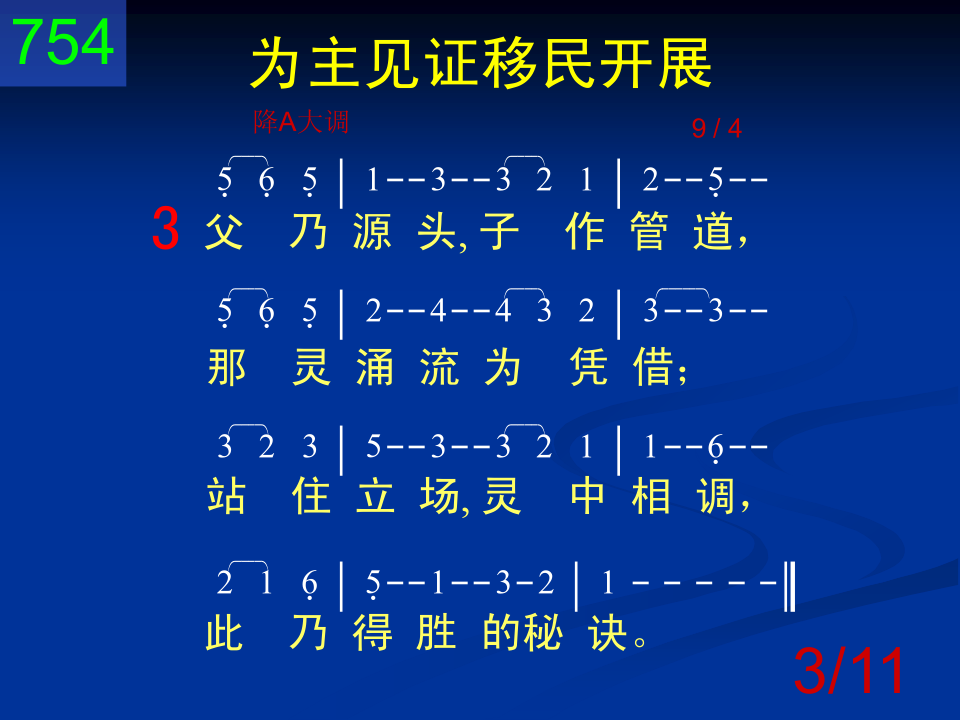 754
为主见证移民开展
降A大调 9 / 4
5̣ 6̣ 5̣ | 1--3--3 2 1 | 2--5̣--
3 父 乃 源 头, 子 作 管 道，
5̣ 6̣ 5̣ | 2--4--4 3 2 | 3--3--
那 灵 涌 流 为 凭 借；
3 2 3 | 5--3--3 2 1 | 1--6̣--
站 住 立 场, 灵 中 相 调，
2 1 6̣ | 5̣--1--3-2 | 1 - - - - -‖
此 乃 得 胜 的 秘 诀。
3/11